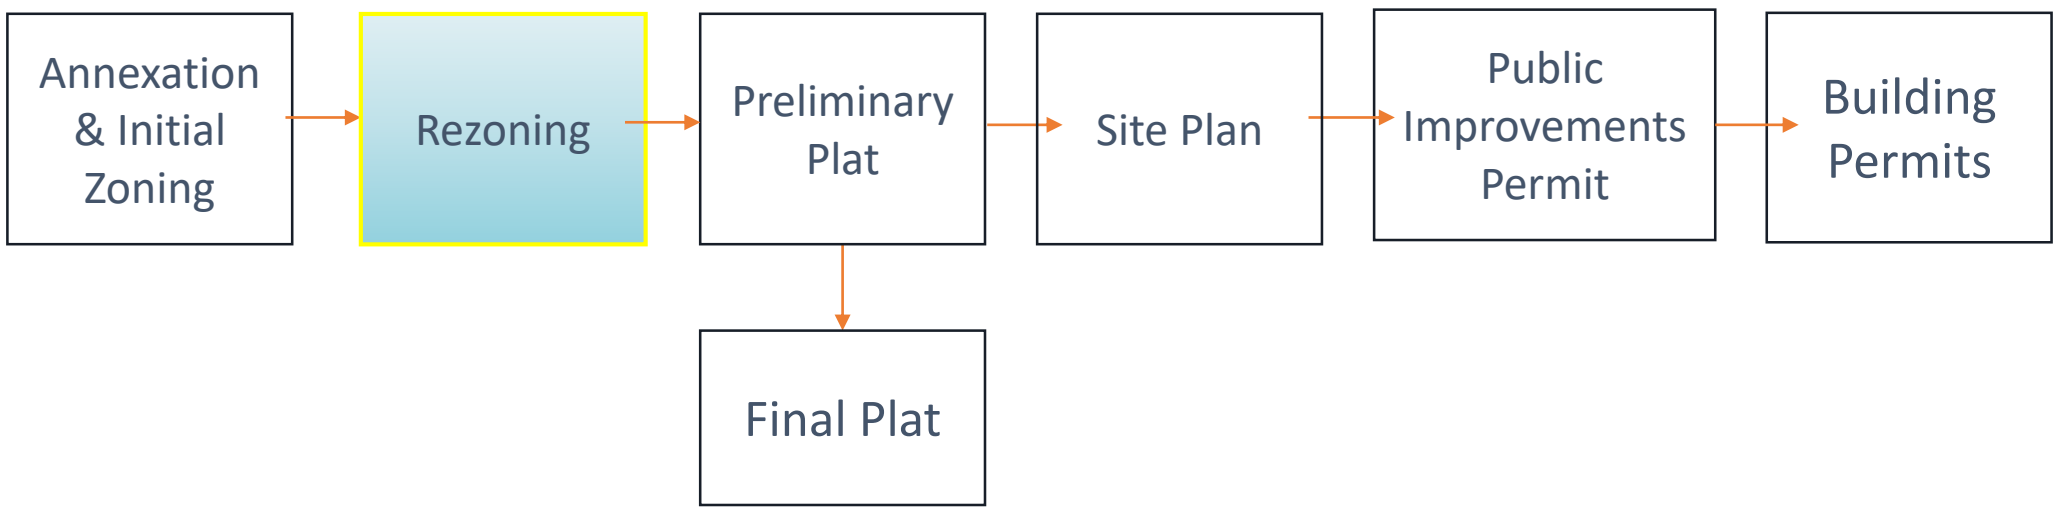 Annexation
& Initial
Zoning
Rezoning
Preliminary
Plat
Site Plan
Public
Improvements
Permit
Building
Permits
Final Plat